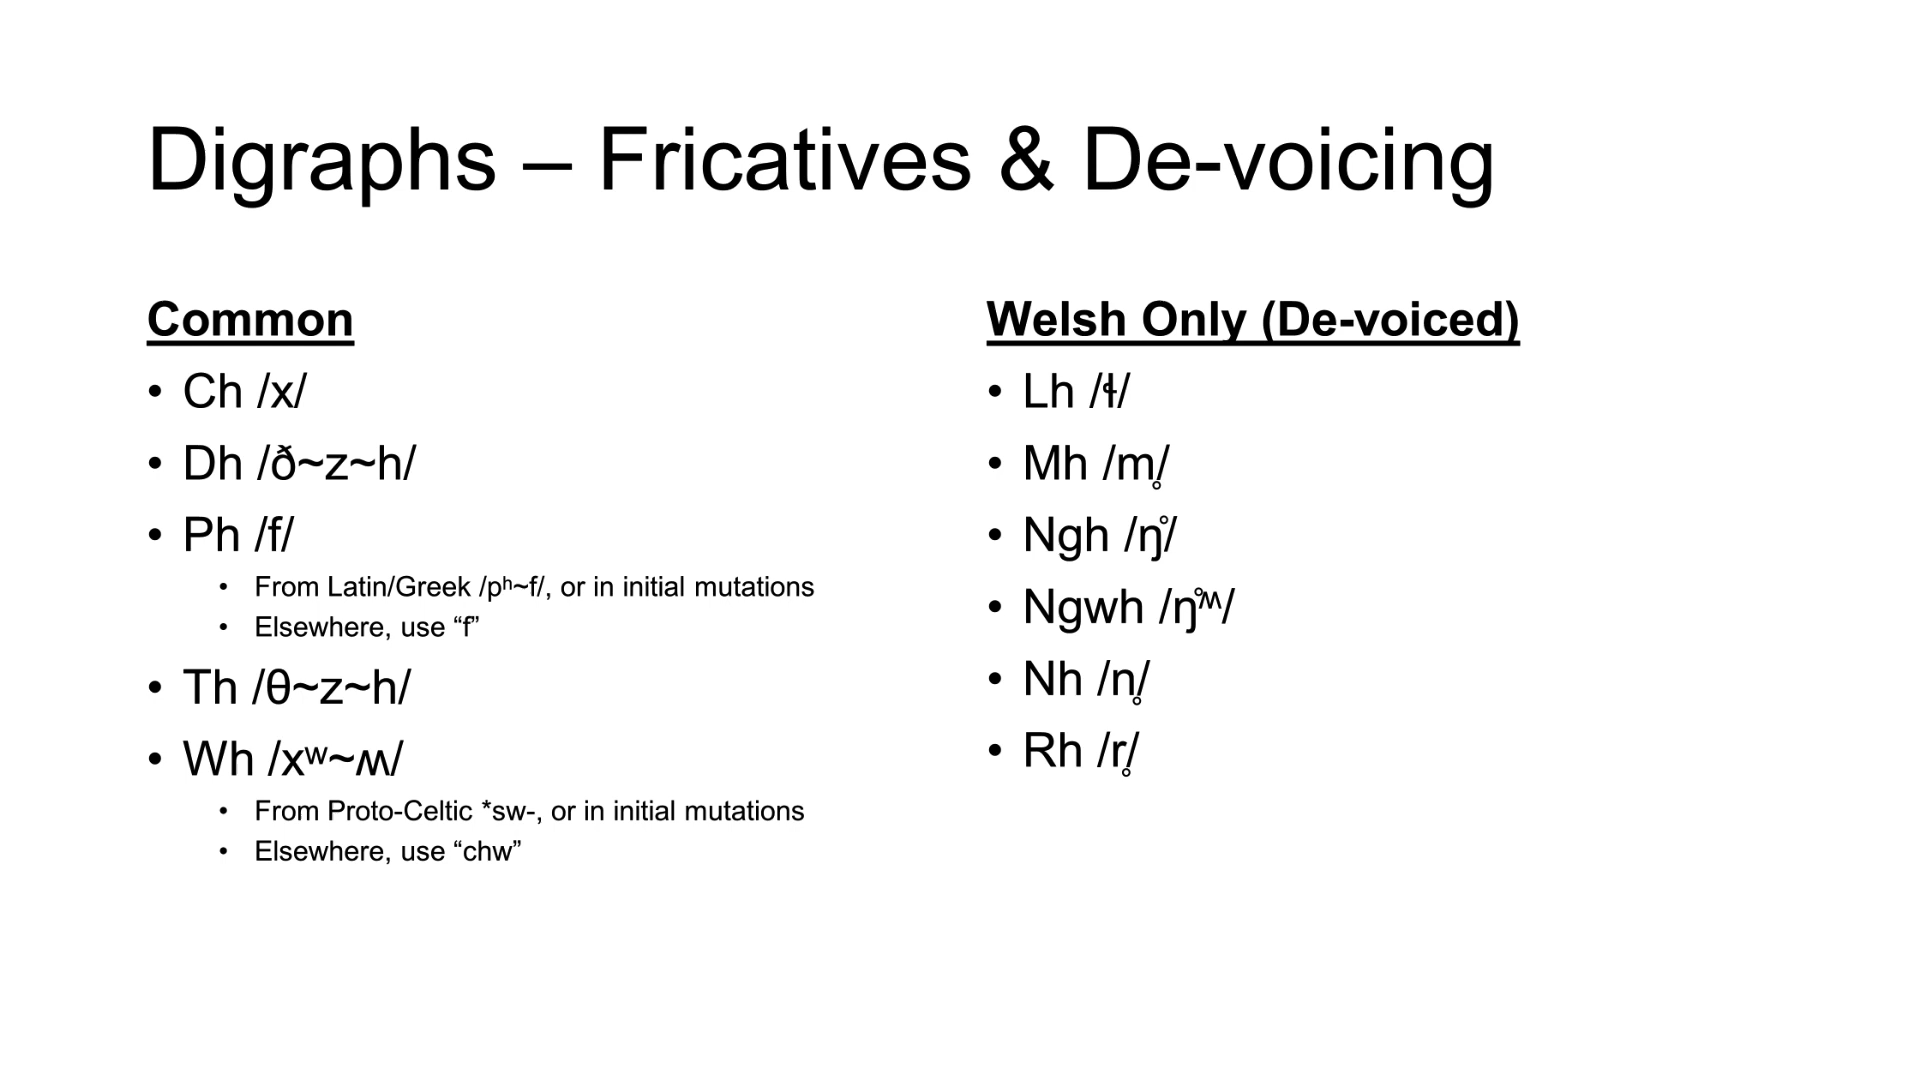 Digraphs – Fricatives & De-voicing
Common
• Ch /x/
• Dh /ð~z~h/
• Ph /f/
• From Latin/Greek /pʰ~f/, or in initial mutations
• Elsewhere, use “f”
• Th /θ~z~h/
• Wh /xʷ~ʍ/
• From Proto-Celtic *sw-, or in initial mutations
• Elsewhere, use “chw”
Welsh Only (De-voiced)
• Lh /ɬ/
• Mh /m̥/
• Ngh /ŋ̊/
• Ngwh /ŋ̊ᵂ̥/
• Nh /n̥/
• Rh /r̥/